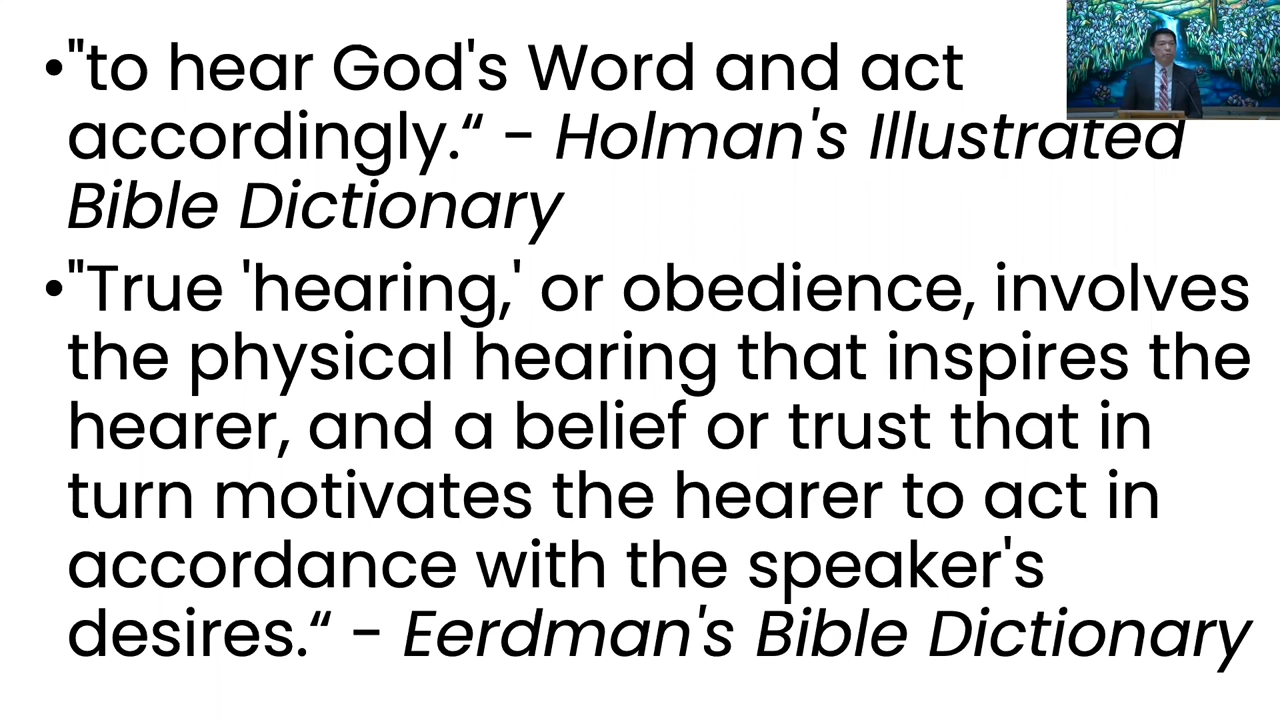 •"to hear God's Word and act
accordingly.“ - Holman's Illustrated
Bible Dictionary
•"True 'hearing,' or obedience, involves
the physical hearing that inspires the
hearer, and a belief or trust that in
turn motivates the hearer to act in
accordance with the speaker's
desires.“ - Eerdman's Bible Dictionary